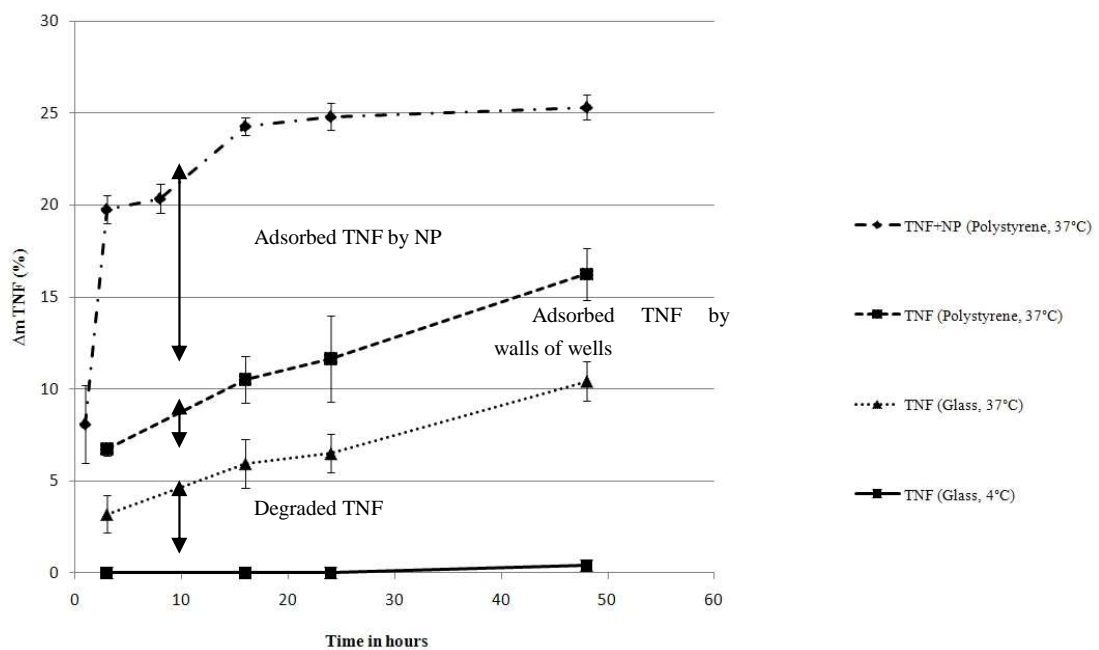 30
25
20
15
10
5
0
ΔmTNF (%)
0 10 20 30 40 50 60
Time in hours
Adsorbed TNF by NP
Adsorbed TNF by
walls of wells
Degraded TNF
TNF+NP (Polystyrene, 37°C)
TNF (Polystyrene, 37°C)
TNF (Glass, 37°C)
TNF (Glass, 4°C)